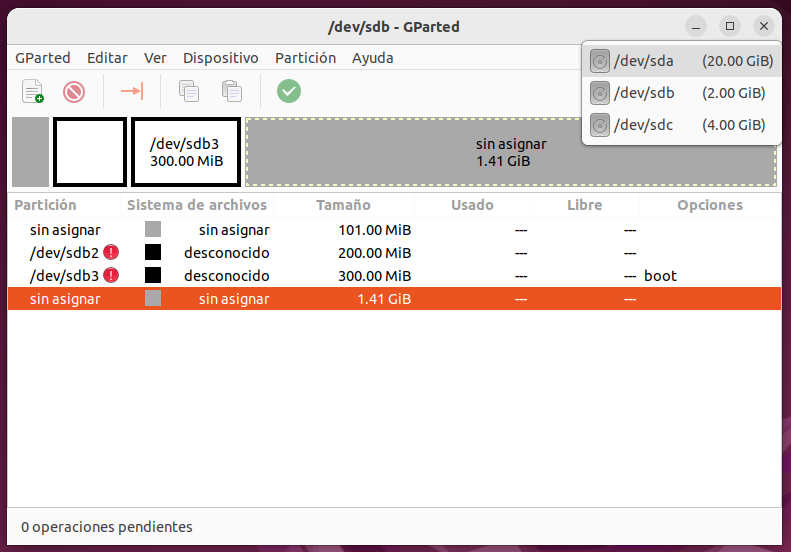 /dev/sdb - GParted
GParted Editar Ver Dispositivo Partición Ayuda
/dev/sda (20.00 GiB)
/dev/sdb (2.00 GiB)
/dev/sdc (4.00 GiB)
/dev/sdb3
300.00 MiB
sin asignar
1.41 GiB
Partición Sistema de archivos Tamaño Usado Libre Opciones
sin asignar sin asignar 101.00 MiB --- ---
/dev/sdb2 desconocido 200.00 MiB --- ---
/dev/sdb3 desconocido 300.00 MiB --- --- boot
sin asignar sin asignar 1.41 GiB --- ---
0 operaciones pendientes